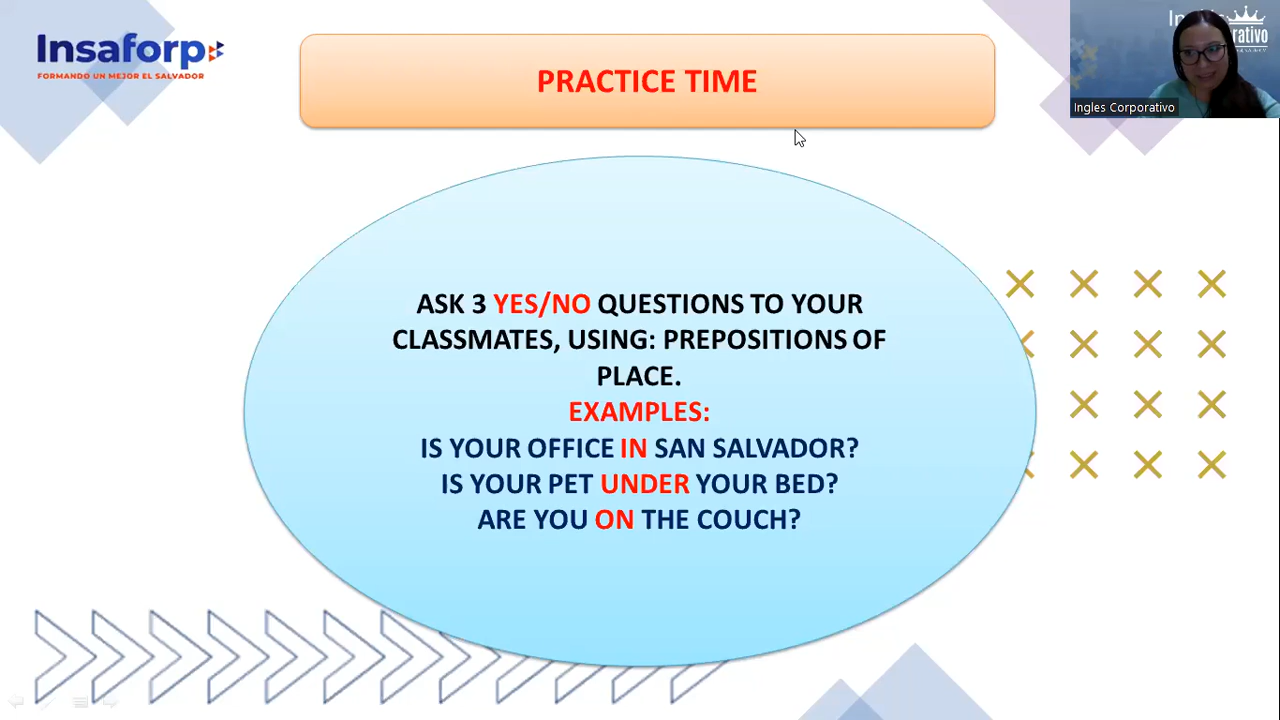 Insaforp
FORMANDO UN MEJOR EL SALVADOR
PRACTICE TIME
Ingles Corporativo
ASK 3 YES/NO QUESTIONS TO YOUR
CLASSMATES, USING: PREPOSITIONS OF
PLACE.
EXAMPLES:
IS YOUR OFFICE IN SAN SALVADOR?
IS YOUR PET UNDER YOUR BED?
ARE YOU ON THE COUCH?